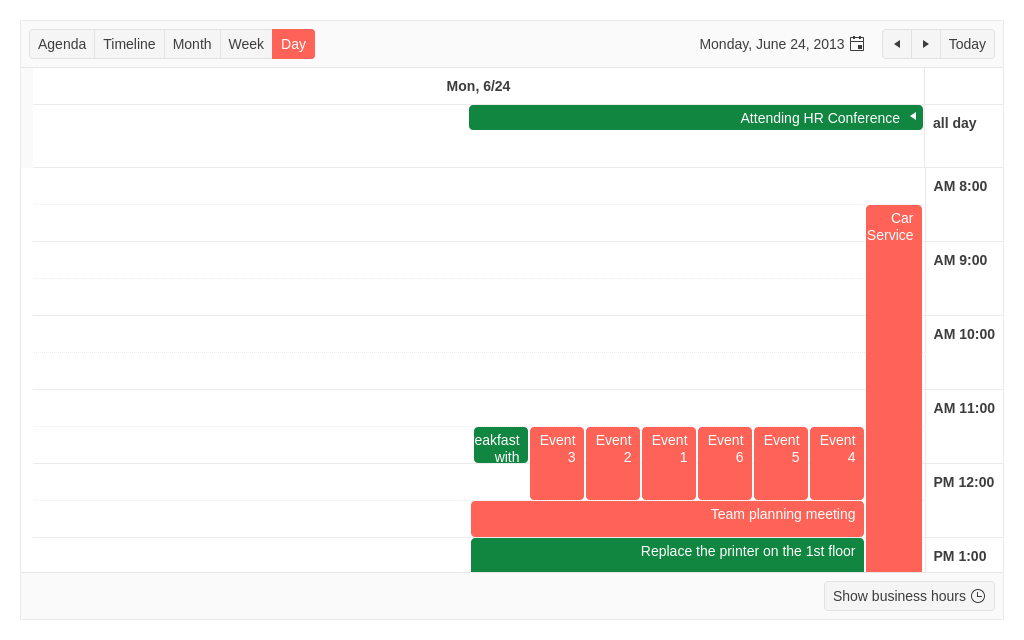 Agenda Timeline Month Week Day
Monday, June 24, 2013
Today
Mon, 6/24
Attending HR Conference
all day
AM 8:00
Car
Service
AM 9:00
AM 10:00
AM 11:00
eakfast
with
Event
3
Event
2
Event
1
Event
6
Event
5
Event
4
PM 12:00
Team planning meeting
Replace the printer on the 1st floor
PM 1:00
Show business hours